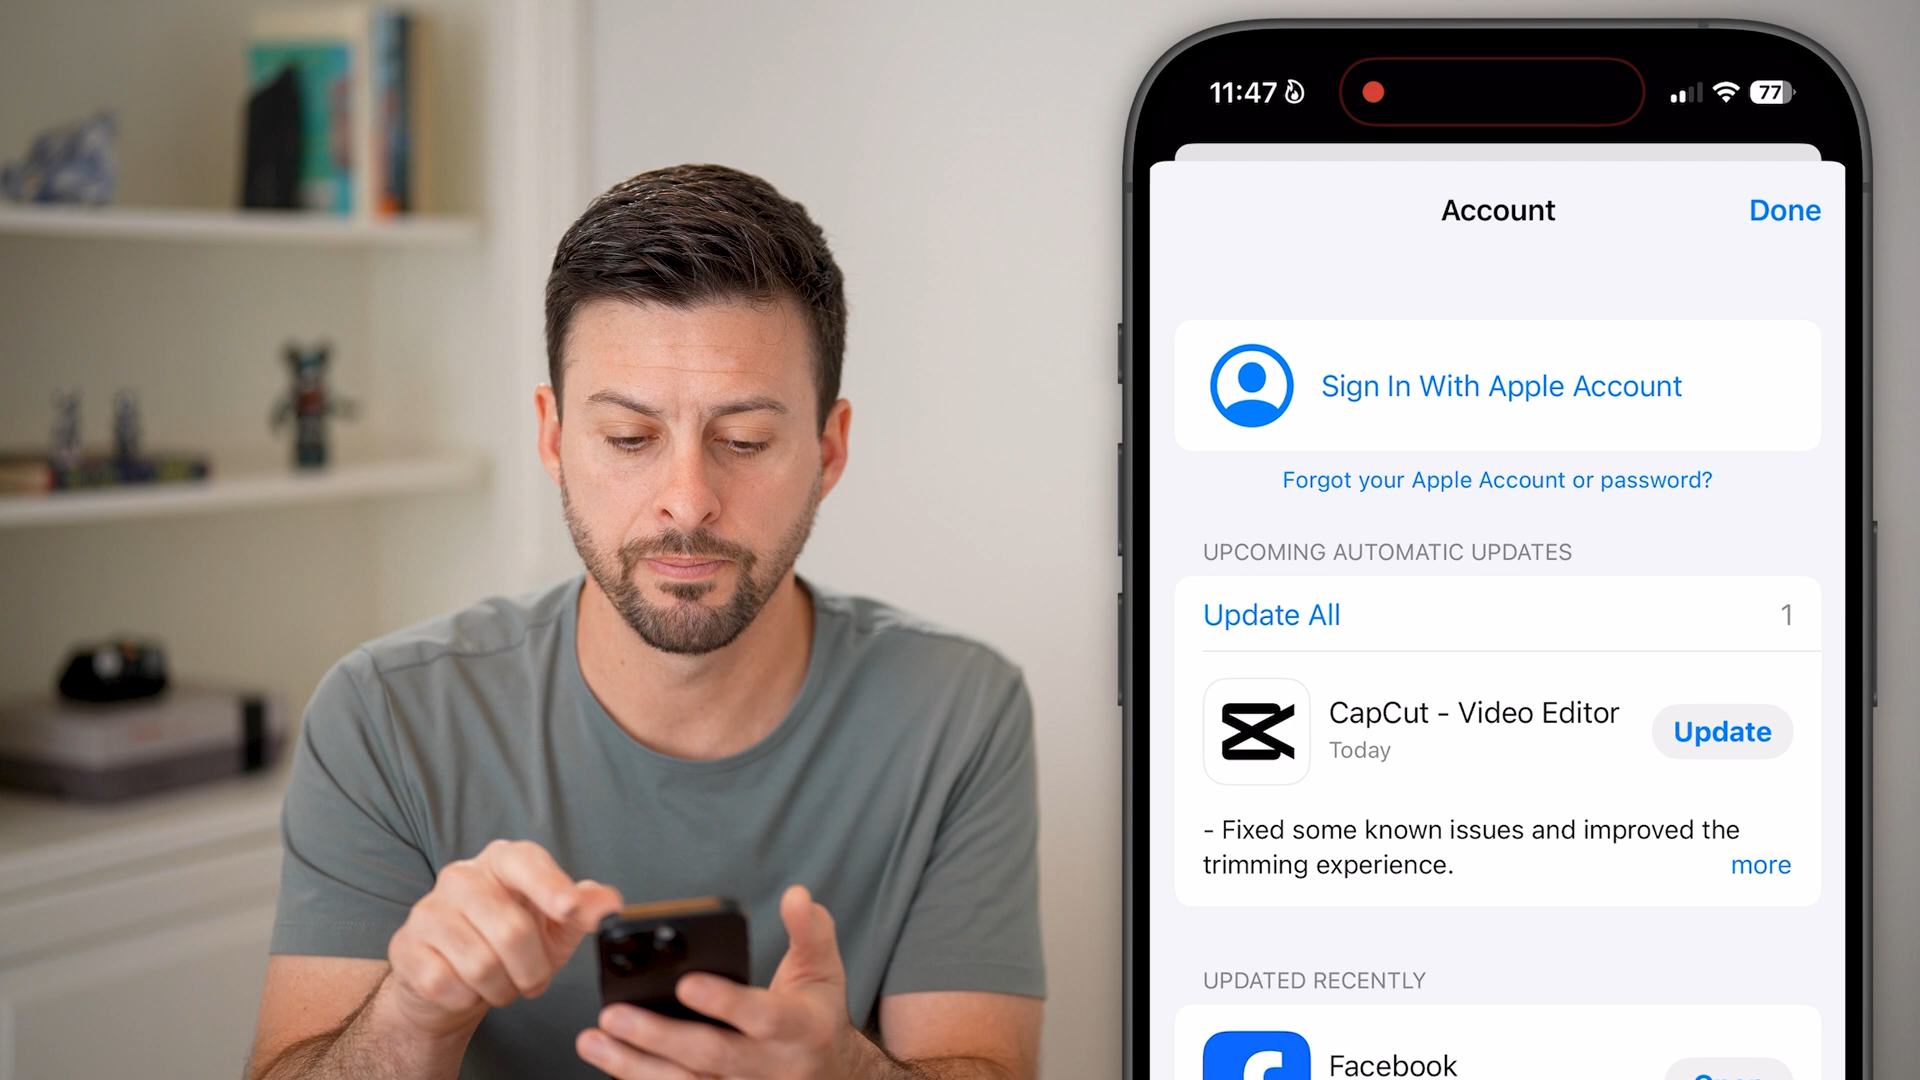 11:47
77
Account
Done
Sign In With Apple Account
Forgot your Apple Account or password?
UPCOMING AUTOMATIC UPDATES
Update All
1
CapCut - Video Editor
Today
Update
- Fixed some known issues and improved the
trimming experience.
more
UPDATED RECENTLY
Facebook
Open